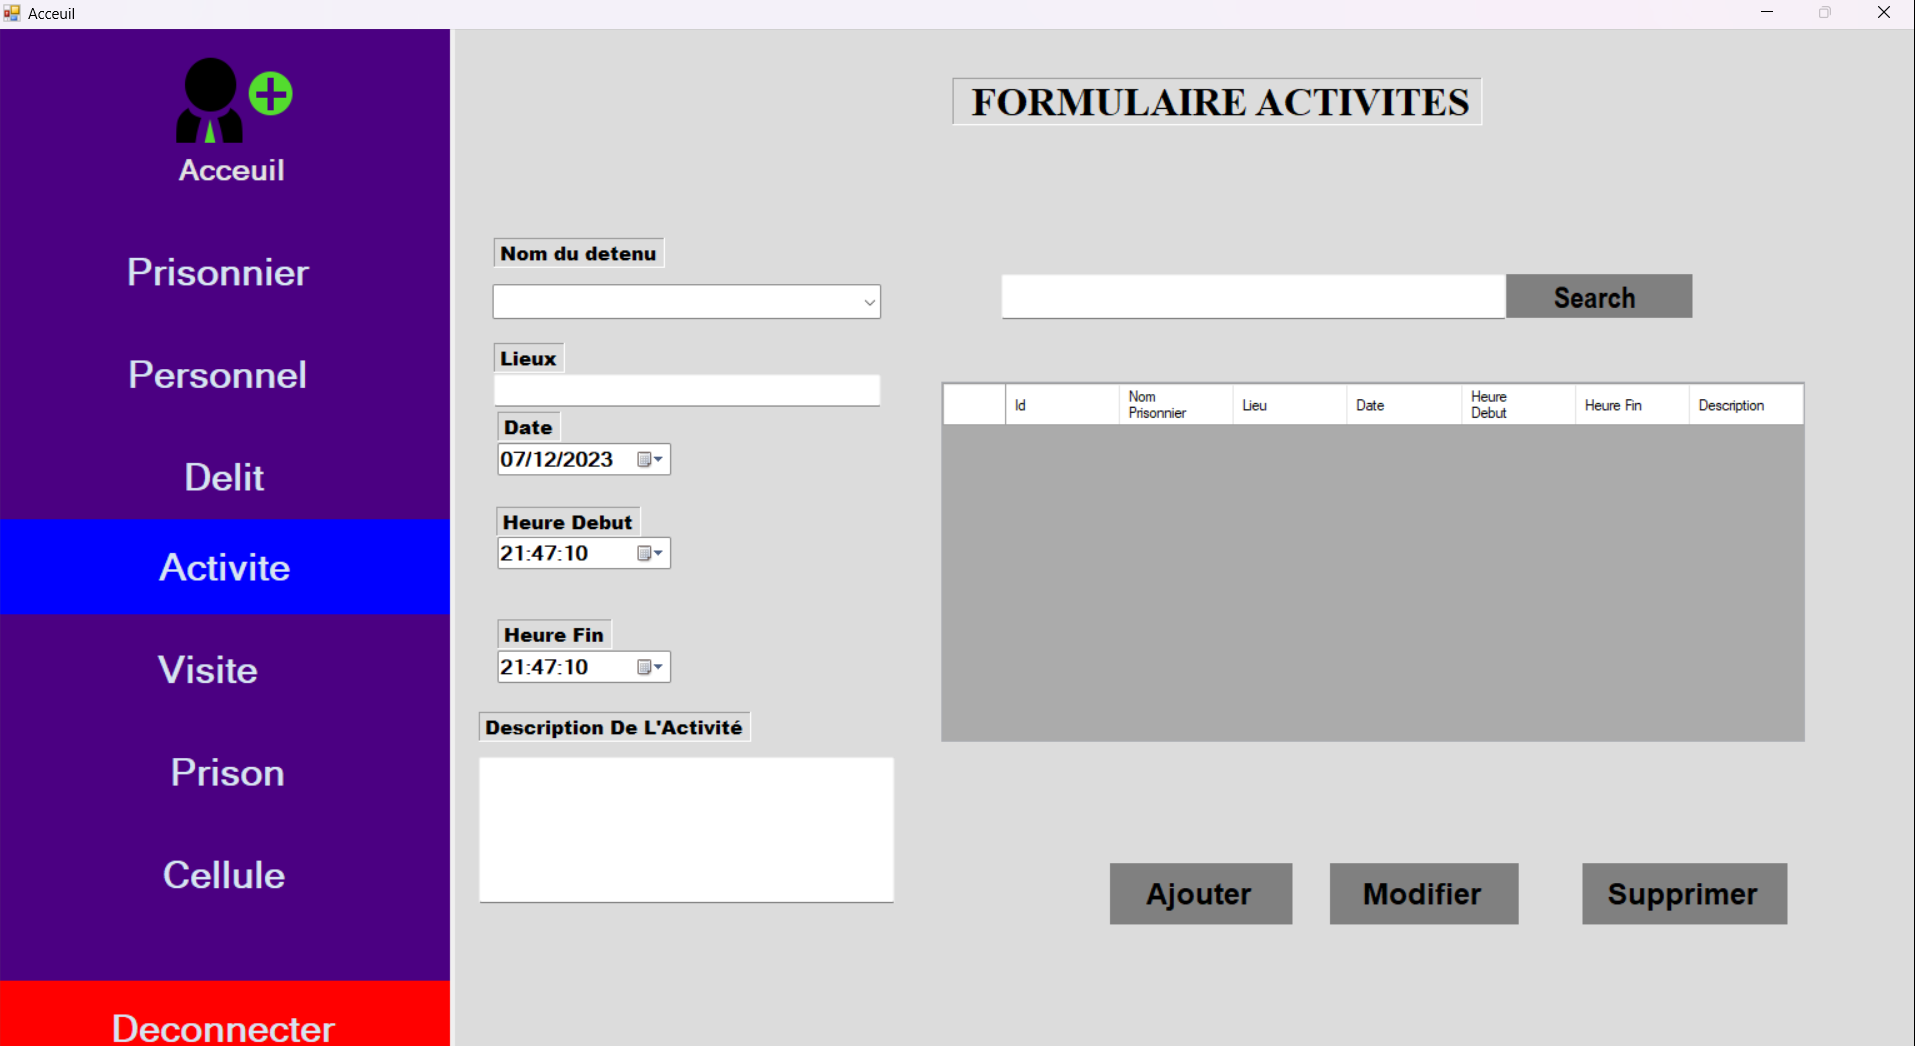 Acceuil
Acceuil
Prisonnier
Personnel
Delit
Activite
Visite
Prison
Cellule
Deconnecter
FORMULAIRE ACTIVITES
Nom du detenu
Lieux
Date
07/12/2023
Heure Debut
21:47:10
Heure Fin
21:47:10
Description De L'Activité
Search
Id
Nom
Prisonnier
Lieu
Date
Heure
Debut
Heure Fin
Description
Ajouter
Modifier
Supprimer